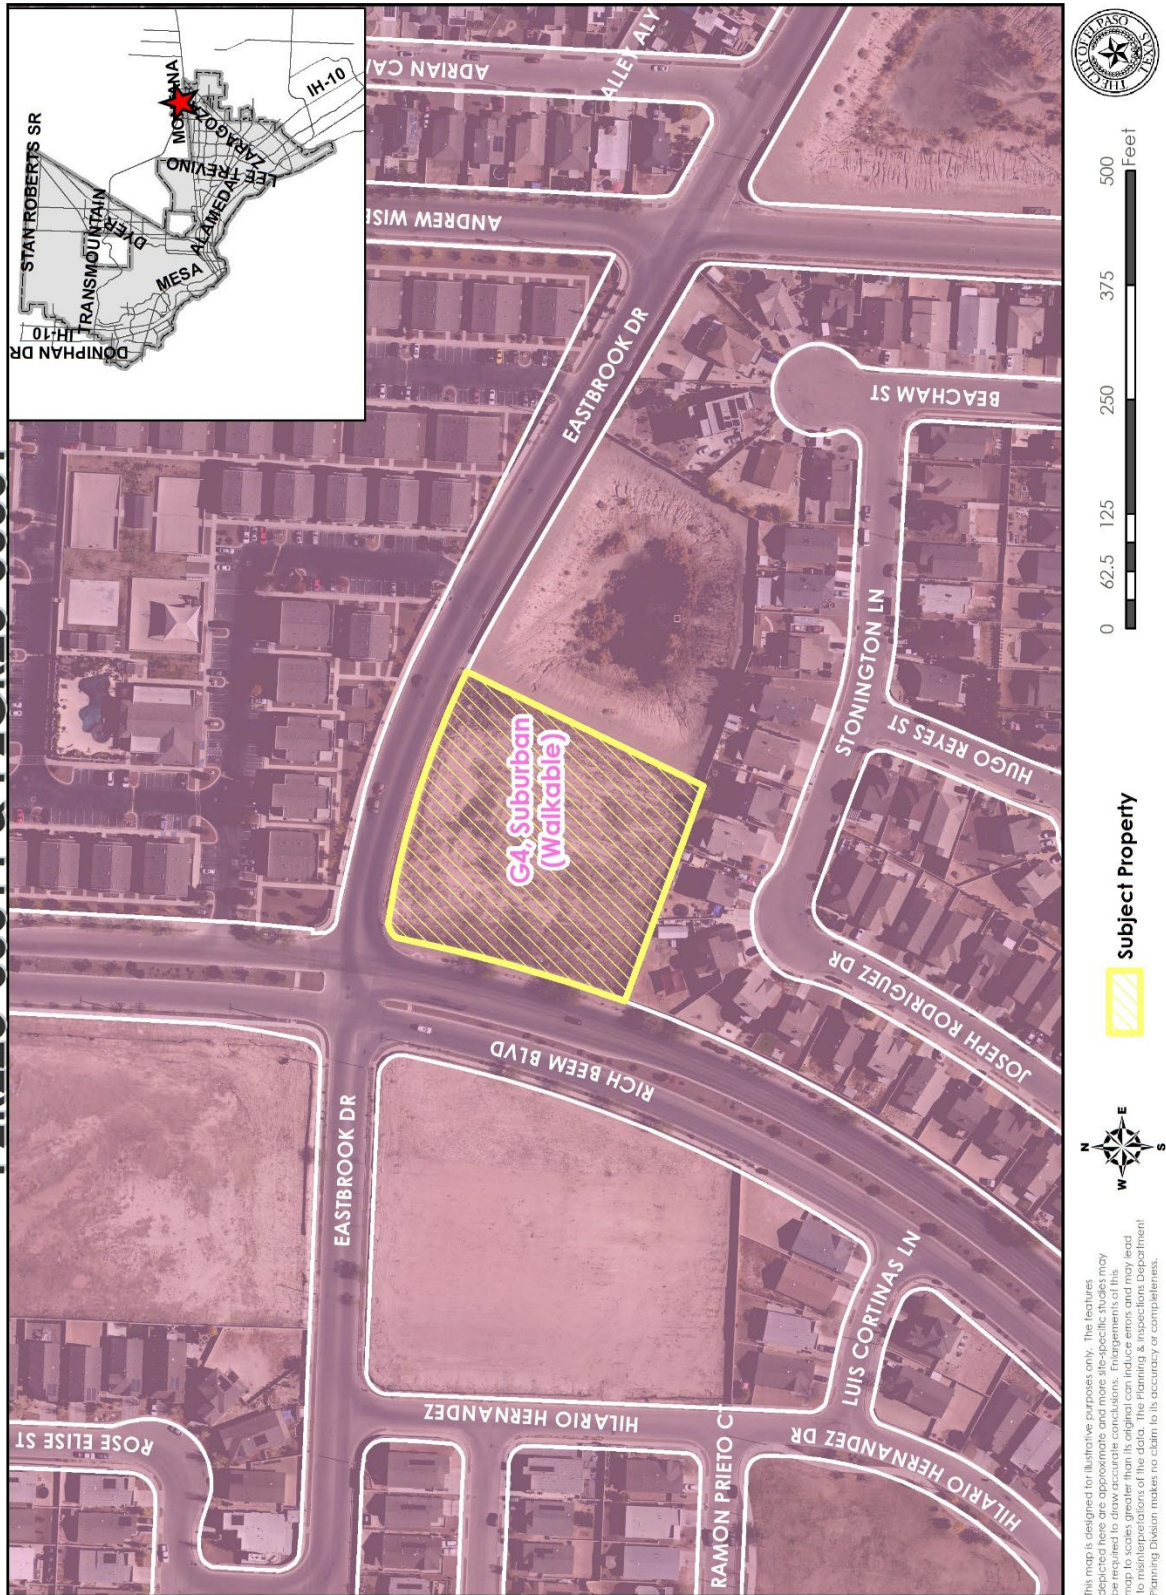 STAN ROBERTS SR
DONIPHAN DR
IH-10
TRANSMOUNTAIN
DYER
MESA
ALAMEDA
LEE TREVINO
ZARAGOZA
IH-10
ROSE ELISE ST
EASTBROOK DR
HILARIO HERNANDEZ
RAMON PRIETO CT
HILARIO HERNANDEZ DR
HILARIO HERNANDEZ DR
LUIS CORTINAS LN
RICH BEEM BLVD
G4, Suburban
(Walkable)
EASTBROOK DR
ANDREW WISE
ADRIAN
JOSEPH RODRIGUEZ DR
STONINGTON LN
HUGO REYES ST
BEACHAM ST
This map is designed for illustrative purposes only. The features
depicted here are approximate and more site-specific studies may
be required to draw accurate conclusions. Enlargements of this
map to scales greater than its original can induce errors and may lead
to misinterpretations of the data. The Planning & Inspections Department
Planning Division makes no claim to its accuracy or completeness.
N
W E
S
Subject Property
0 62.5 125 250 375 500
Feet
THE CITY OF EL PASO
TEXAS